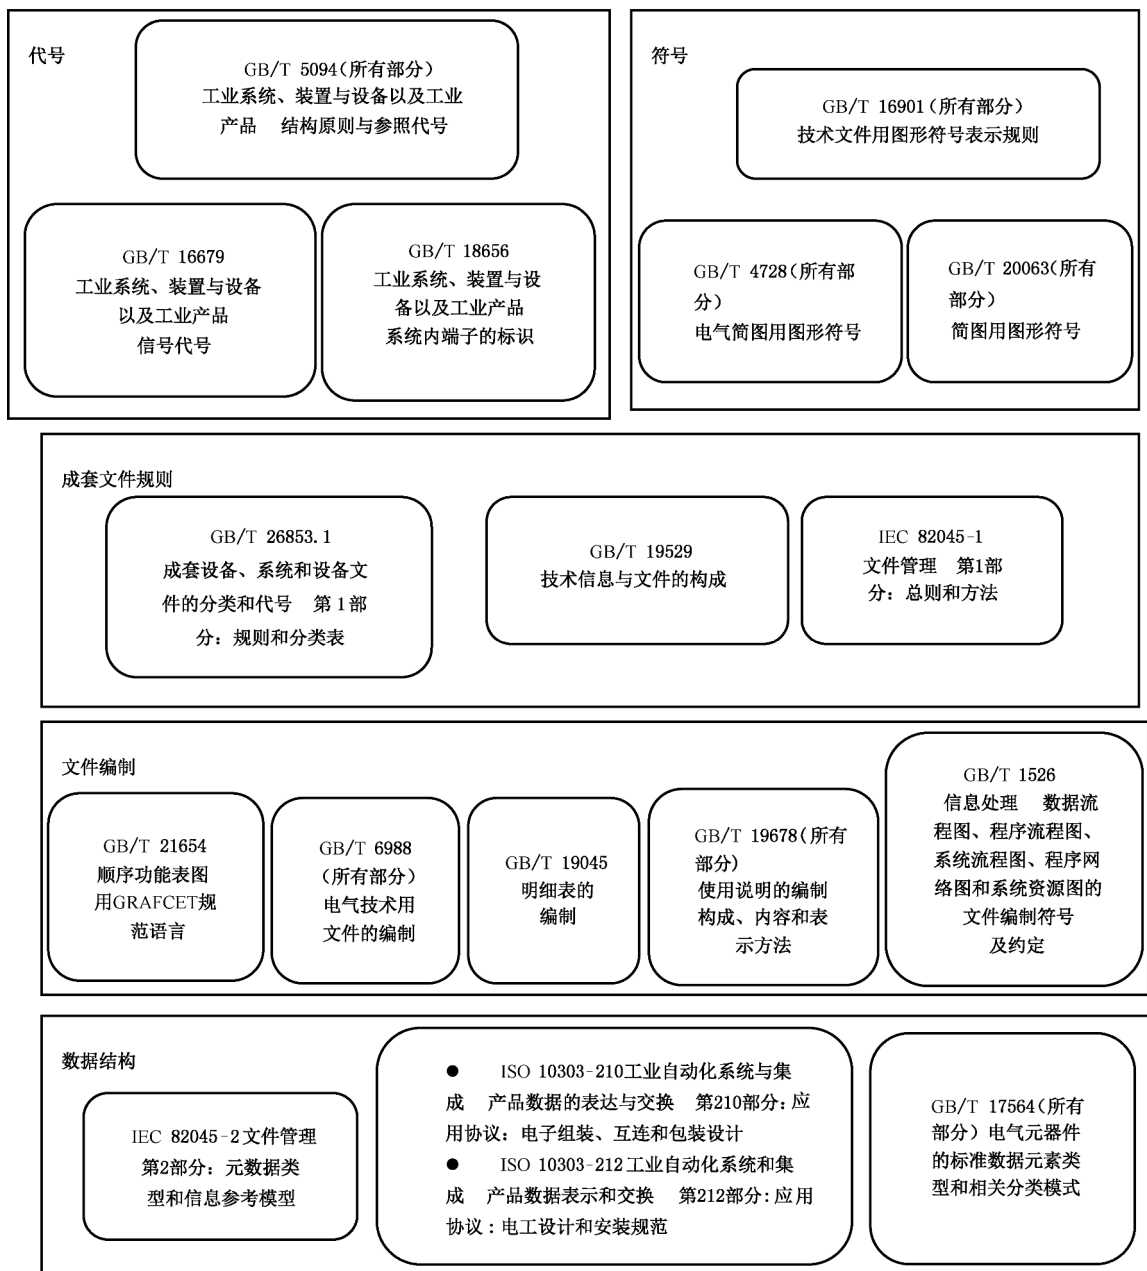 代号
GB/T 5094(所有部分)
工业系统、装置与设备以及工业
产品 结构原则与参照代号
GB/T 16679
工业系统、装置与设备
以及工业产品
信号代号
GB/T 18656
工业系统、装置与设
备以及工业产品
系统内端子的标识
符号
GB/T 16901(所有部分)
技术文件用图形符号表示规则
GB/T 4728(所有部
分)
电气简图用图形符号
GB/T 20063(所有
部分)
简图用图形符号
成套文件规则
GB/T 26853.1
成套设备、系统和设备文
件的分类和代号 第1部
分：规则和分类表
GB/T 19529
技术信息与文件的构成
IEC 82045-1
文件管理 第1部
分：总则和方法
文件编制
GB/T 21654
顺序功能表图
用GRAFCET规
范语言
GB/T 6988
(所有部分)
电气技术用
文件的编制
GB/T 19045
明细表的
编制
GB/T 19678(所有
部分)
使用说明的编制
构成、内容和表
示方法
GB/T 1526
信息处理 数据流
程图、程序流程图、
系统流程图、程序网
络图和系统资源图的
文件编制符号
及约定
数据结构
IEC 82045-2文件管理
第2部分：元数据类
型和信息参考模型
● ISO 10303-210工业自动化系统与集
成 产品数据的表达与交换 第210部分：应
用协议：电子组装、互连和包装设计
● ISO 10303-212工业自动化系统和集
成 产品数据表示和交换 第212部分：应用
协议：电工设计和安装规范
GB/T 17564(所有
部分)电气元器件
的标准数据元素类
型和相关分类模式